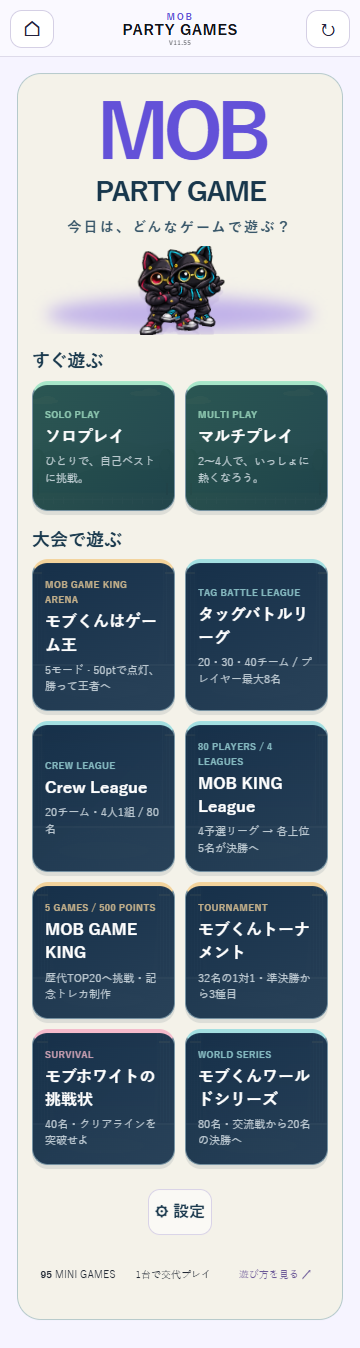 MOB
PARTY GAMES
V11.55
MOB
PARTY GAME
今日は、どんなゲームで遊ぶ？
すぐ遊ぶ
SOLO PLAY
ソロプレイ
ひとりで、自己ベスト
に挑戦。
MULTI PLAY
マルチプレイ
2〜4人で、いっしょに
熱くなろう。
大会で遊ぶ
MOB GAME KING
ARENA
モブくんはゲー
ム王
5モード · 50ptで点灯、
勝って王者へ
TAG BATTLE LEAGUE
タッグバトルリ
ーグ
20・30・40チーム / プ
レイヤー最大8名
CREW LEAGUE
Crew League
20チーム・4人1組 / 80
名
80 PLAYERS / 4
LEAGUES
MOB KING
League
4予選リーグ → 各上位
5名が決勝へ
5 GAMES / 500 POINTS
MOB GAME
KING
歴代TOP20へ挑戦・記
念トレカ制作
TOURNAMENT
モブくんトーナ
メント
32名の1対1・準決勝か
ら3種目
SURVIVAL
モブホワイトの
挑戦状
40名・クリアラインを
突破せよ
WORLD SERIES
モブくんワール
ドシリーズ
80名・交流戦から20名
の決勝へ
⚙ 設定
95 MINI GAMES
1台で交代プレイ
遊び方を見る ↗